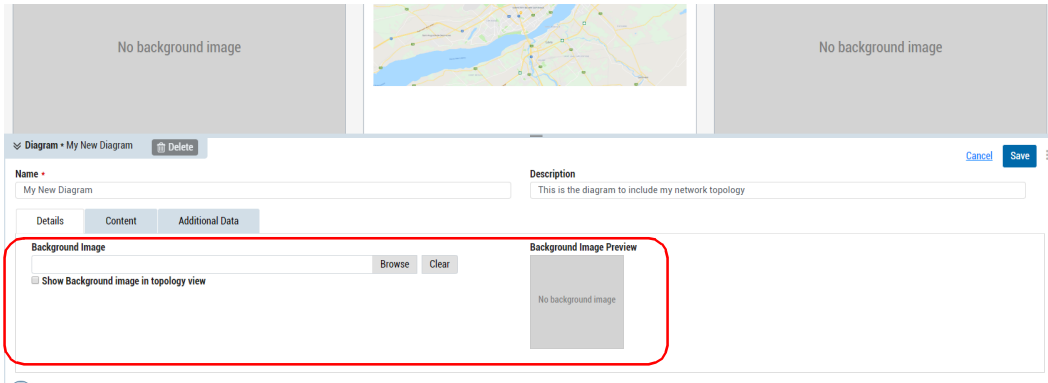 No background image
No background image
Diagram • My New Diagram
Delete
Cancel
Save
Name •
Description
My New Diagram
This is the diagram to include my network topology
Details
Content
Additional Data
Background Image
Background Image Preview
Browse
Clear
Show Background image in topology view
No background image